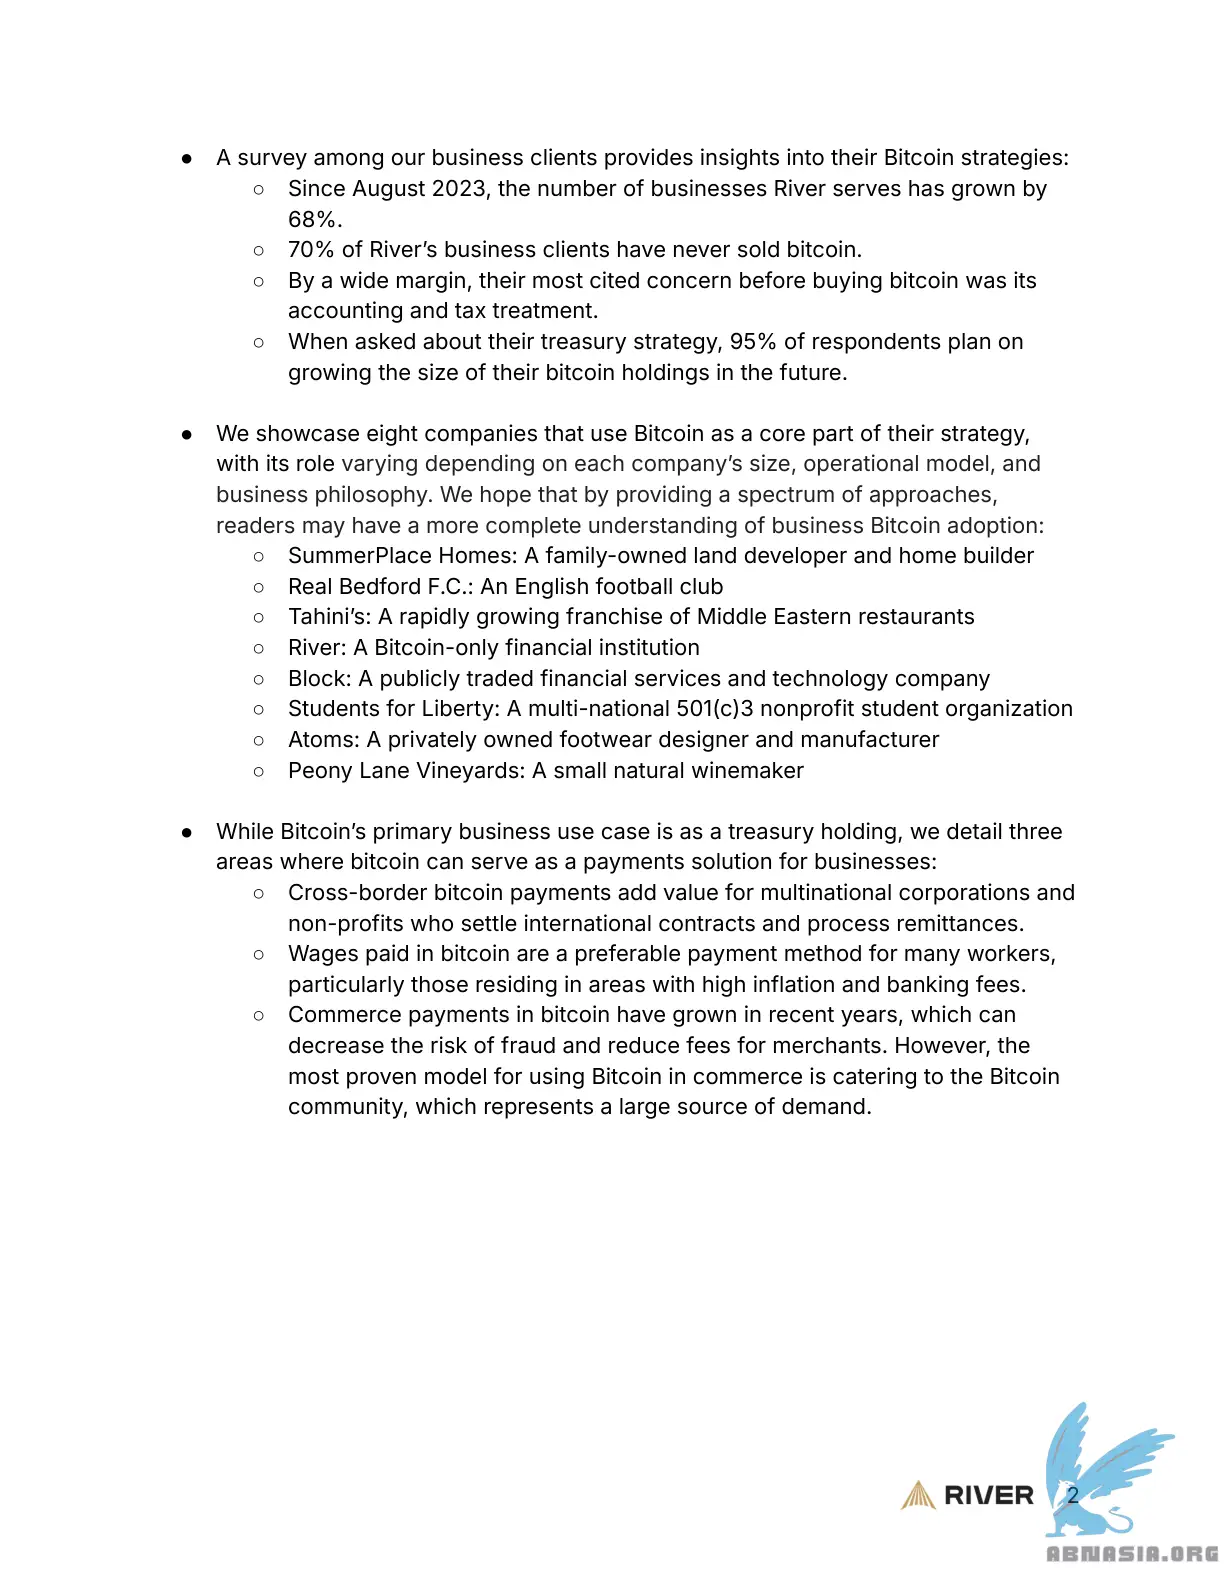 ● A survey among our business clients provides insights into their Bitcoin strategies:
○ Since August 2023, the number of businesses River serves has grown by
68%.
○ 70% of River’s business clients have never sold bitcoin.
○ By a wide margin, their most cited concern before buying bitcoin was its
accounting and tax treatment.
○ When asked about their treasury strategy, 95% of respondents plan on
growing the size of their bitcoin holdings in the future.
● We showcase eight companies that use Bitcoin as a core part of their strategy,
with its role varying depending on each company’s size, operational model, and
business philosophy. We hope that by providing a spectrum of approaches,
readers may have a more complete understanding of business Bitcoin adoption:
○ SummerPlace Homes: A family-owned land developer and home builder
○ Real Bedford F.C.: An English football club
○ Tahini’s: A rapidly growing franchise of Middle Eastern restaurants
○ River: A Bitcoin-only financial institution
○ Block: A publicly traded financial services and technology company
○ Students for Liberty: A multi-national 501(c)3 nonprofit student organization
○ Atoms: A privately owned footwear designer and manufacturer
○ Peony Lane Vineyards: A small natural winemaker
● While Bitcoin’s primary business use case is as a treasury holding, we detail three
areas where bitcoin can serve as a payments solution for businesses:
○ Cross-border bitcoin payments add value for multinational corporations and
non-profits who settle international contracts and process remittances.
○ Wages paid in bitcoin are a preferable payment method for many workers,
particularly those residing in areas with high inflation and banking fees.
○ Commerce payments in bitcoin have grown in recent years, which can
decrease the risk of fraud and reduce fees for merchants. However, the
most proven model for using Bitcoin in commerce is catering to the Bitcoin
community, which represents a large source of demand.
RIVER 2
ABNASIA.ORG